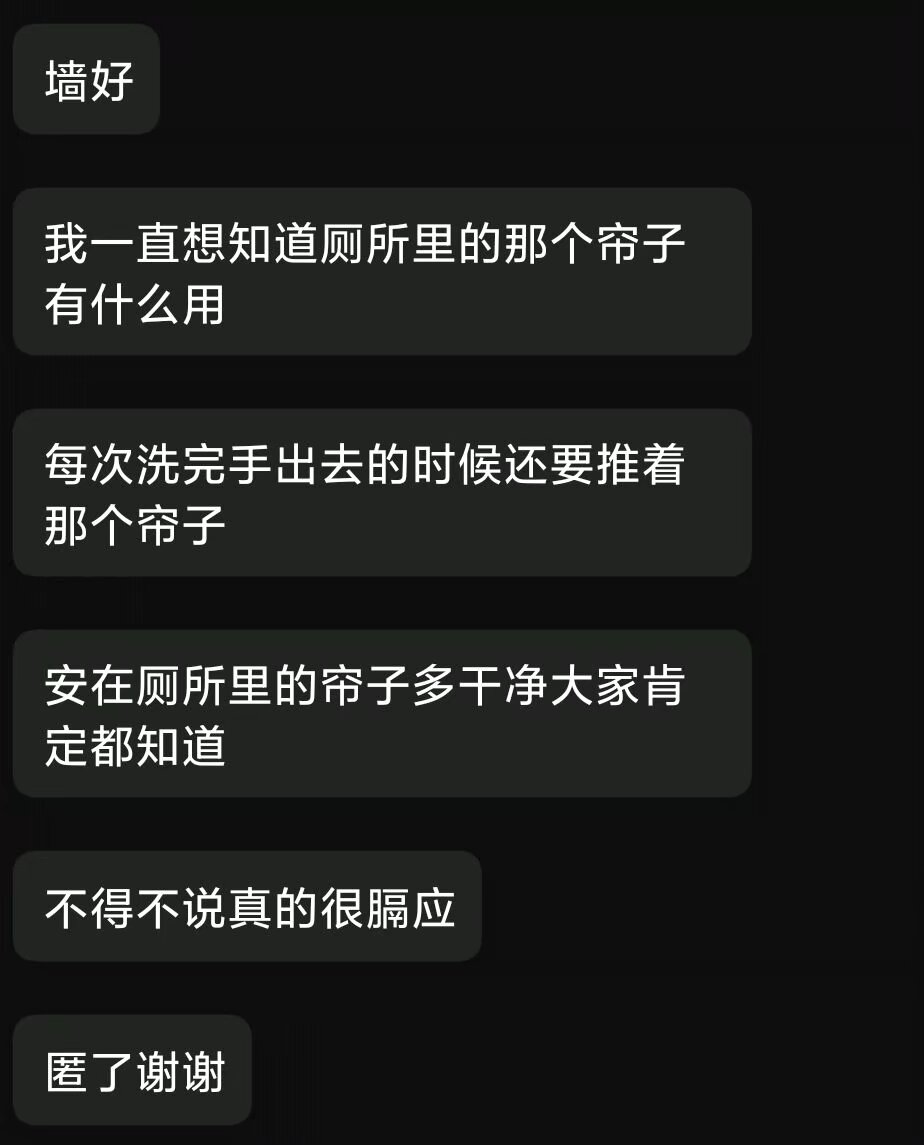 墙好
我一直想知道厕所里的那个帘子
有什么用
每次洗完手出去的时候还要推着
那个帘子
安在厕所里的帘子多干净大家肯
定都知道
不得不说真的很膈应
匿了谢谢